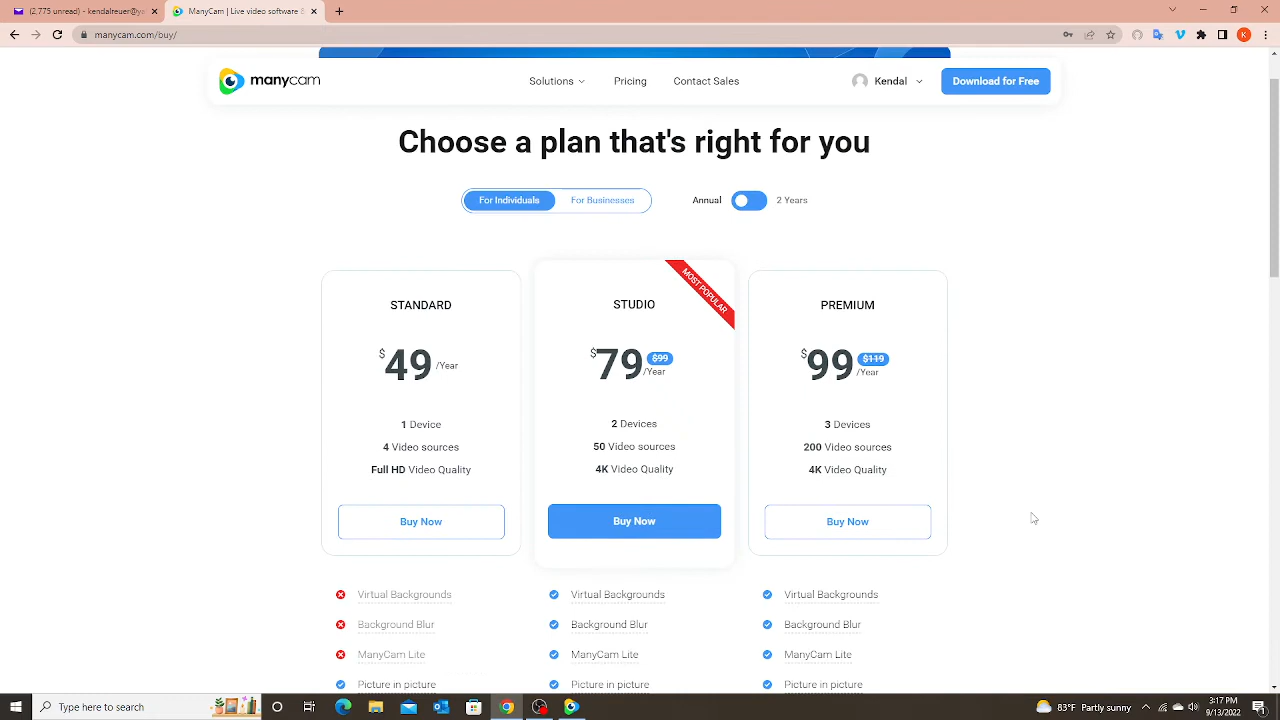 (2,775 unread) - kendalreuer@y
ManyCam | Live video software &
manycam.com/buy/
K
manycam
Solutions
Pricing
Contact Sales
Kendal
Download for Free
Choose a plan that's right for you
For Individuals
For Businesses
Annual
2 Years
STANDARD
$49 /Year
1 Device
4 Video sources
Full HD Video Quality
Buy Now
MOST POPULAR
STUDIO
$79 $99 /Year
2 Devices
50 Video sources
4K Video Quality
Buy Now
PREMIUM
$99 $119 /Year
3 Devices
200 Video sources
4K Video Quality
Buy Now
Virtual Backgrounds
Background Blur
ManyCam Lite
Picture in picture
Virtual Backgrounds
Background Blur
ManyCam Lite
Picture in picture
Virtual Backgrounds
Background Blur
ManyCam Lite
Picture in picture
Type here to search
83°F Partly sunny
3:17 PM